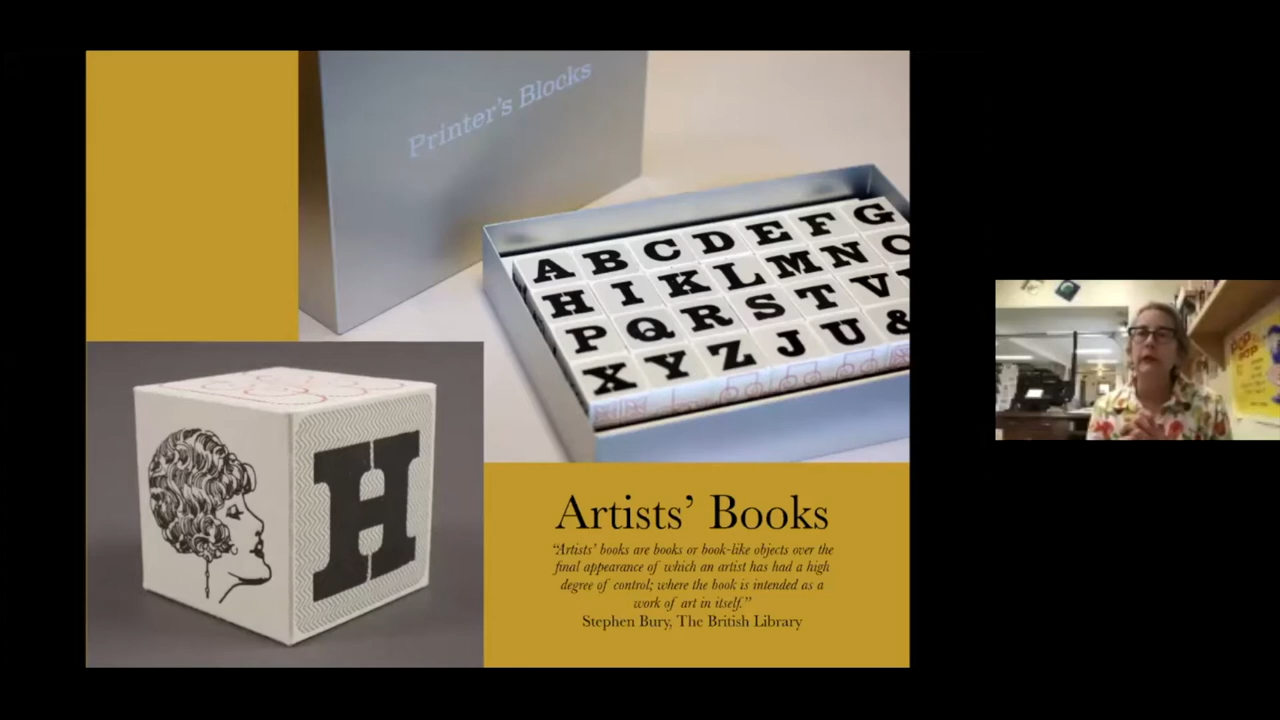 Printer's Blocks
A B C D E F G
H I K L M N O
P Q R S T V
X Y Z J U &
H
Artists' Books
“Artists' books are books or book-like objects over the
final appearance of which an artist has had a high
degree of control; where the book is intended as a
work of art in itself.”
Stephen Bury, The British Library
POP
POP